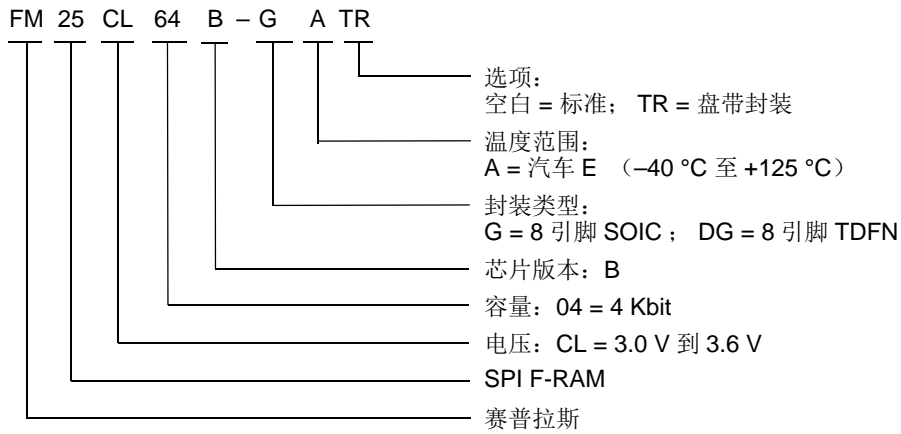 FM 25 CL 64 B – G A TR
选项：
空白 = 标准； TR = 盘带封装
温度范围：
A = 汽车 E （–40 °C 至 +125 °C）
封装类型：
G = 8 引脚 SOIC ； DG = 8 引脚 TDFN
芯片版本：B
容量：04 = 4 Kbit
电压：CL = 3.0 V 到 3.6 V
SPI F-RAM
赛普拉斯